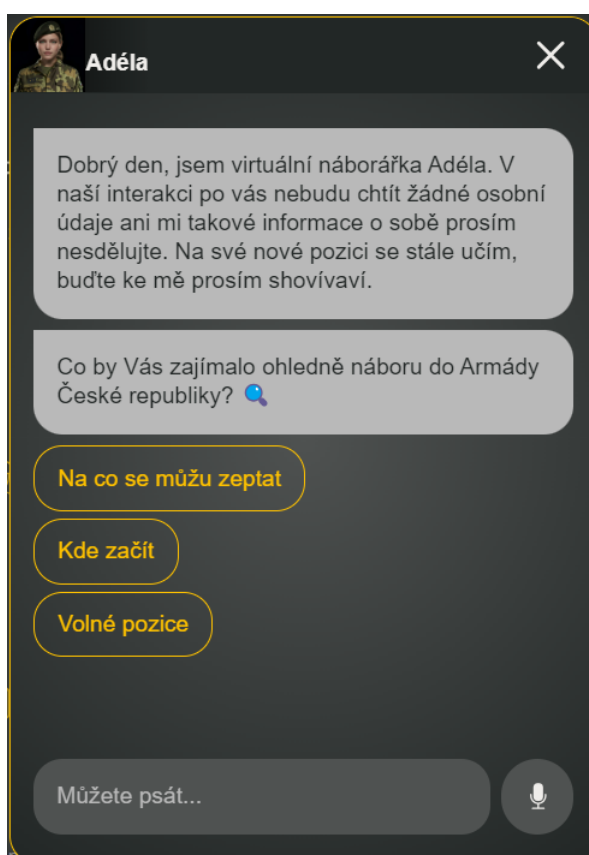 Adéla
Dobrý den, jsem virtuální náborářka Adéla. V
naší interakci po vás nebudu chtít žádné osobní
údaje ani mi takové informace o sobě prosím
nesdělujte. Na své nové pozici se stále učím,
buďte ke mě prosím shovívaví.
Co by Vás zajímalo ohledně náboru do Armády
České republiky? 🔍
Na co se můžu zeptat
Kde začít
Volné pozice
Můžete psát...